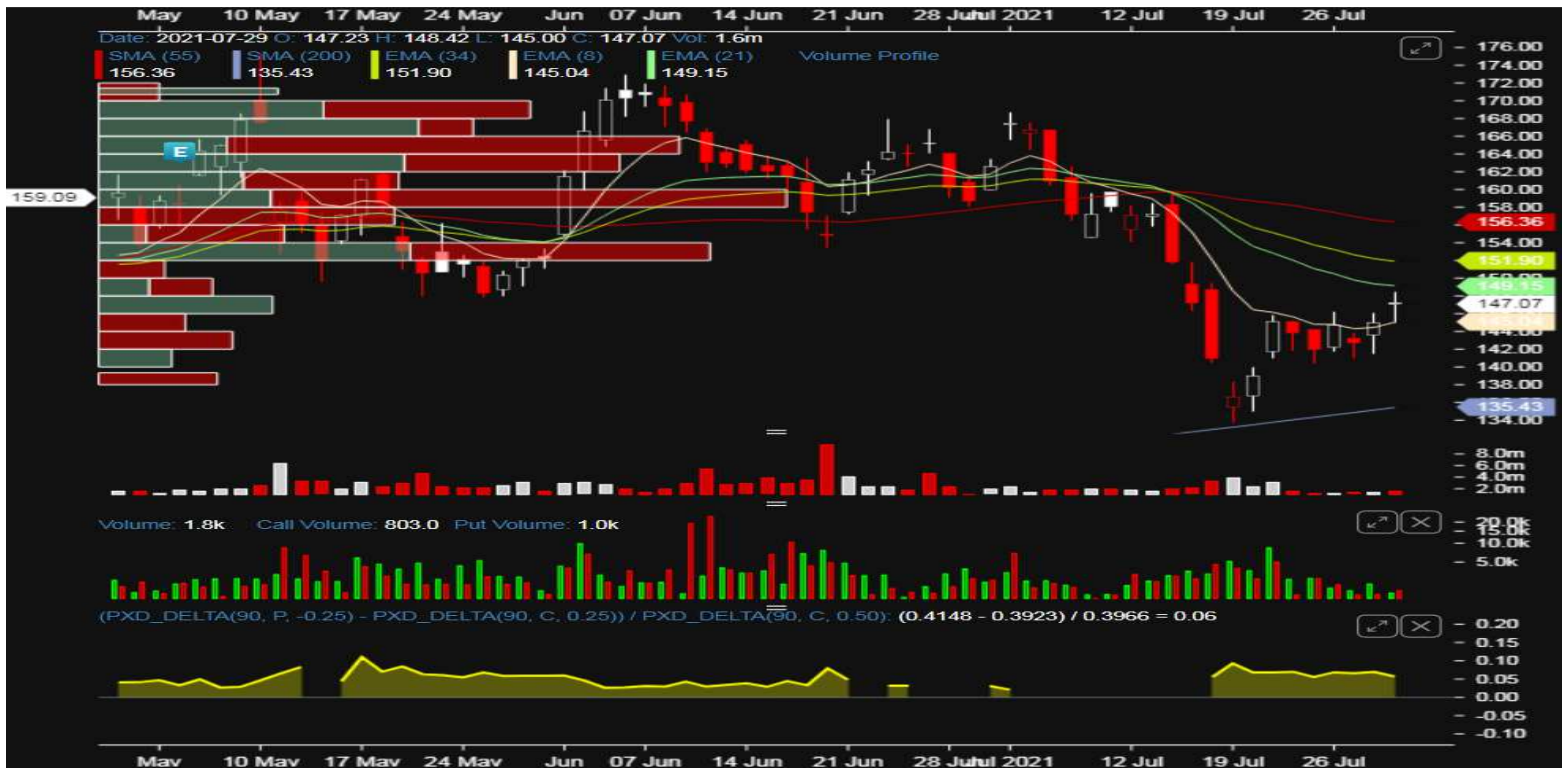 May 10 May 17 May 24 May Jun 07 Jun 14 Jun 21 Jun 28 Jun Jul 2021 12 Jul 19 Jul 26 Jul
Date: 2021-07-29 O: 147.23 H: 148.42 L: 145.00 C: 147.07 Vol: 1.6m
SMA (55) SMA (200) EMA (34) EMA (8) EMA (21) Volume Profile
156.36 135.43 151.90 145.04 149.15
176.00
174.00
172.00
170.00
168.00
166.00
E
164.00
162.00
160.00
159.09
158.00
156.36
154.00
151.90
149.15
147.07
145.04
144.00
142.00
140.00
138.00
135.43
134.00
8.0m
6.0m
4.0m
2.0m
Volume: 1.8k Call Volume: 803.0 Put Volume: 1.0k
20.0k
15.0k
10.0k
5.0k
(PXD_DELTA(90, P, -0.25) - PXD_DELTA(90, C, 0.25)) / PXD_DELTA(90, C, 0.50): (0.4148 - 0.3923) / 0.3966 = 0.06
0.20
0.15
0.10
0.05
0.00
-0.05
-0.10
May 10 May 17 May 24 May Jun 07 Jun 14 Jun 21 Jun 28 Jun Jul 2021 12 Jul 19 Jul 26 Jul